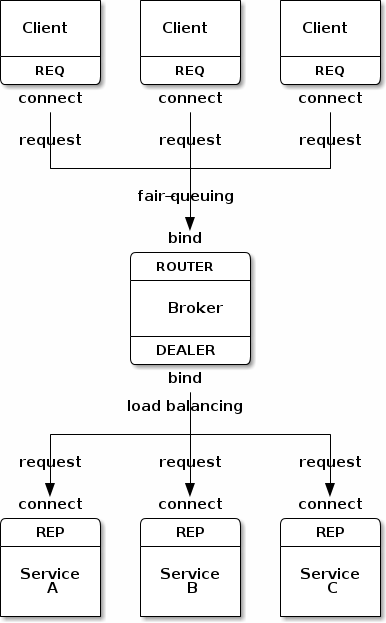 Client Client Client
REQ REQ REQ
connect connect connect
request request request
fair-queuing
bind
ROUTER
Broker
DEALER
bind
load balancing
request request request
connect connect connect
REP REP REP
Service Service Service
A B C